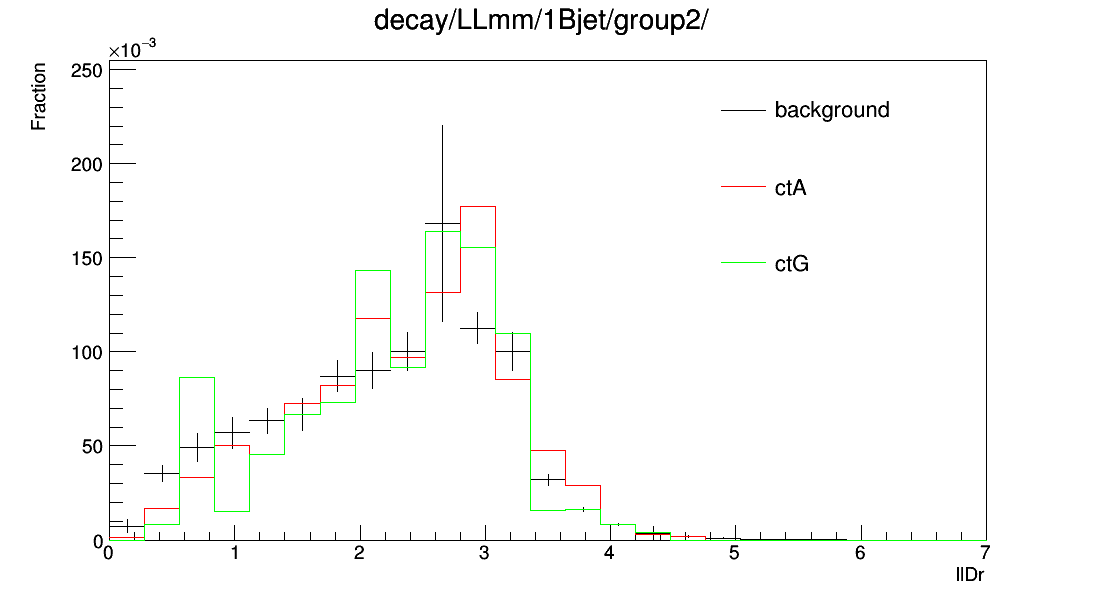 decay/LLmm/1Bjet/group2/
×10⁻³
Fraction
250
200
150
100
50
0
background
ctA
ctG
0 1 2 3 4 5 6 7
llDr